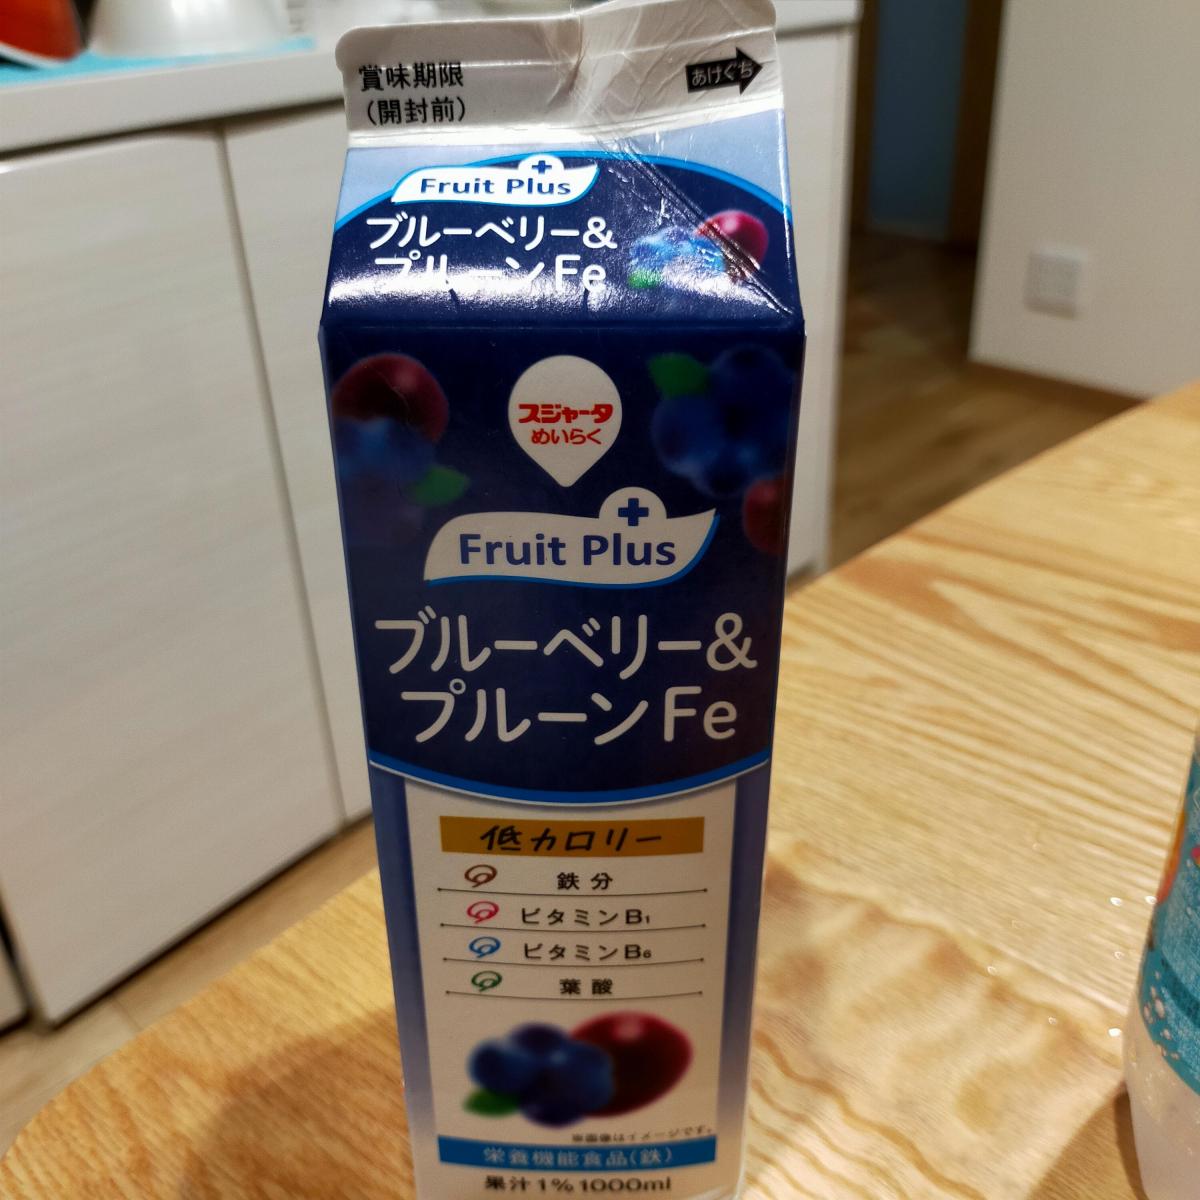 賞味期限
(開封前)
あけぐち
Fruit Plus
ブルーベリー&
プルーンFe
スジャータ
めいらく
Fruit Plus
ブルーベリー&
プルーンFe
低カロリー
鉄分
ビタミンB₁
ビタミンB₆
葉酸
※画像はイメージです。
栄養機能食品(鉄)
果汁1% 1000ml